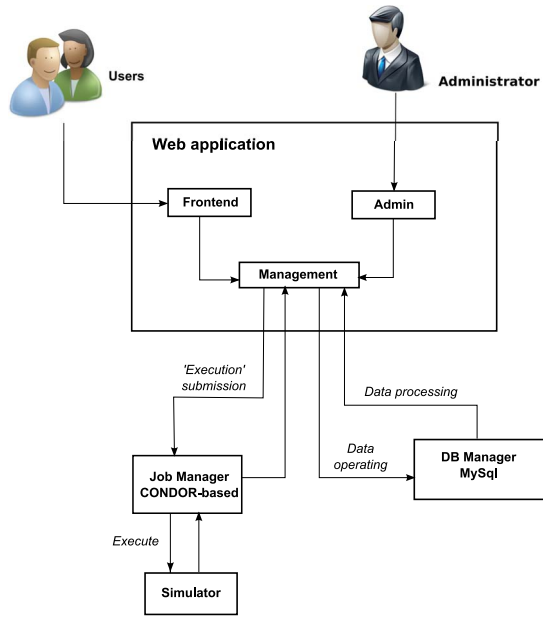 Users
Administrator
Web application
Frontend
Admin
Management
'Execution'
submission
Data processing
Data
operating
DB Manager
MySql
Job Manager
CONDOR-based
Execute
Simulator